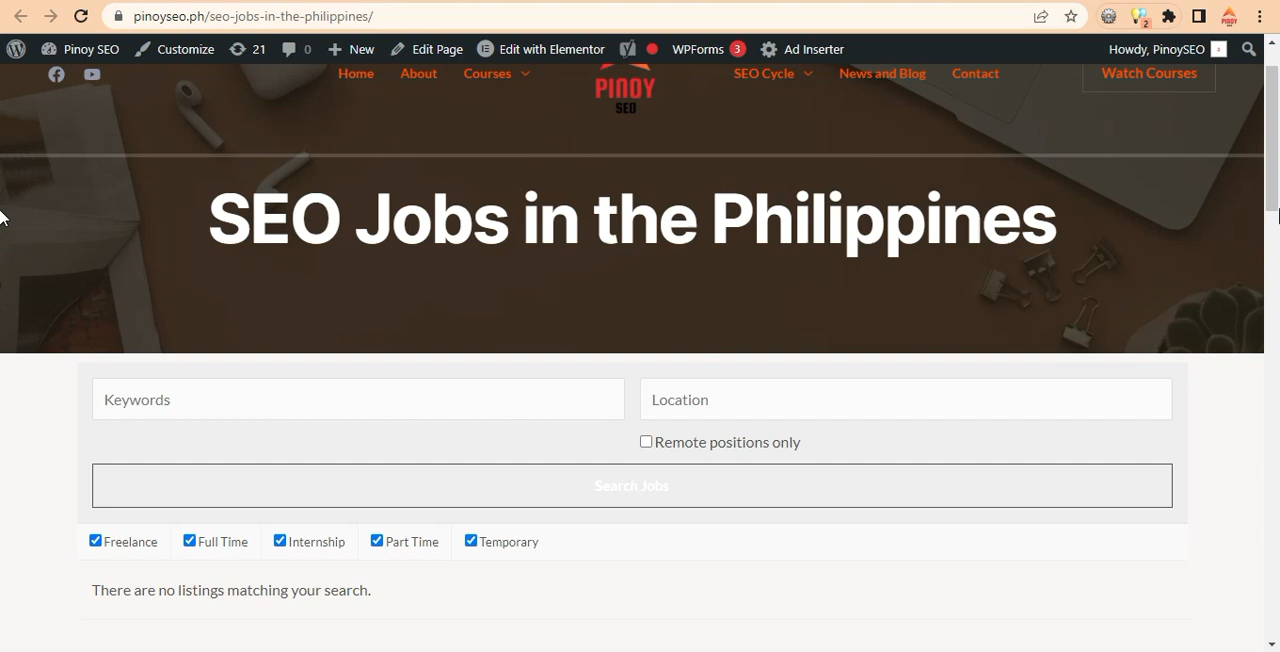 pinoyseo.ph/seo-jobs-in-the-philippines/
2
PINOY
Pinoy SEO
Customize
21
0
New
Edit Page
Edit with Elementor
WPForms 3
Ad Inserter
Howdy, PinoySEO
Home
About
Courses
PINOY
SEO
SEO Cycle
News and Blog
Contact
Watch Courses
SEO Jobs in the Philippines
Keywords
Location
Remote positions only
Search Jobs
Freelance
Full Time
Internship
Part Time
Temporary
There are no listings matching your search.